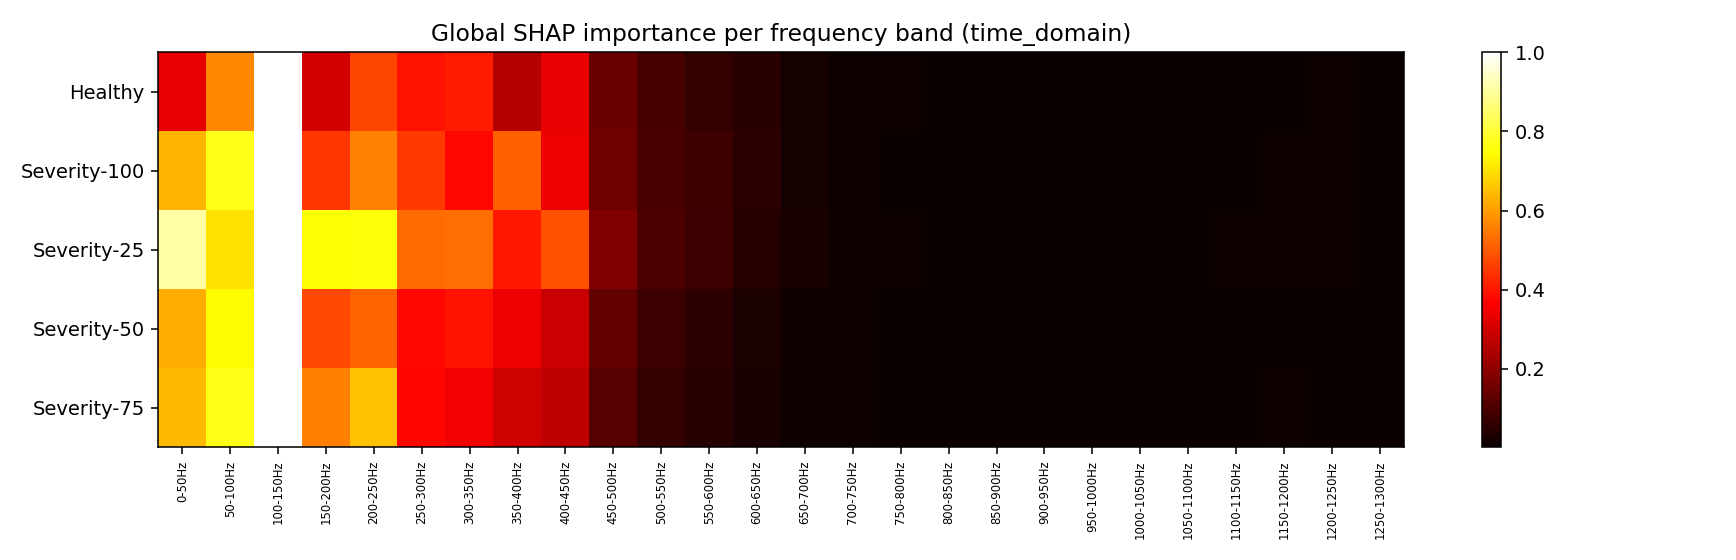 Global SHAP importance per frequency band (time_domain)
Healthy
Severity-100
Severity-25
Severity-50
Severity-75
0-50Hz
50-100Hz
100-150Hz
150-200Hz
200-250Hz
250-300Hz
300-350Hz
350-400Hz
400-450Hz
450-500Hz
500-550Hz
550-600Hz
600-650Hz
650-700Hz
700-750Hz
750-800Hz
800-850Hz
850-900Hz
900-950Hz
950-1000Hz
1000-1050Hz
1050-1100Hz
1100-1150Hz
1150-1200Hz
1200-1250Hz
1250-1300Hz
1.0
0.8
0.6
0.4
0.2